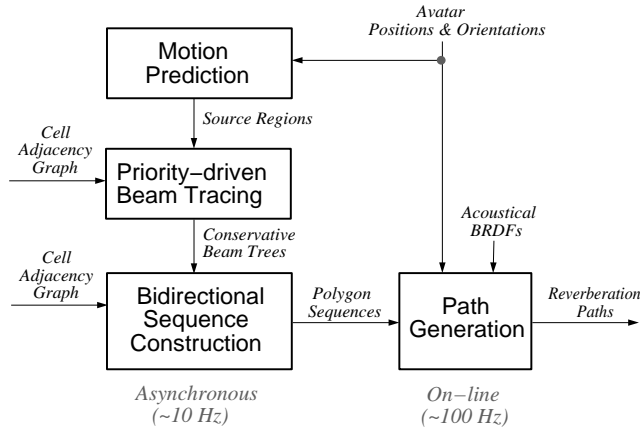 Avatar
Positions & Orientations
Motion
Prediction
Source Regions
Cell
Adjacency
Graph
Priority−driven
Beam Tracing
Conservative
Beam Trees
Acoustical
BRDFs
Cell
Adjacency
Graph
Bidirectional
Sequence
Construction
Polygon
Sequences
Path
Generation
Reverberation
Paths
Asynchronous
(~10 Hz)
On−line
(~100 Hz)